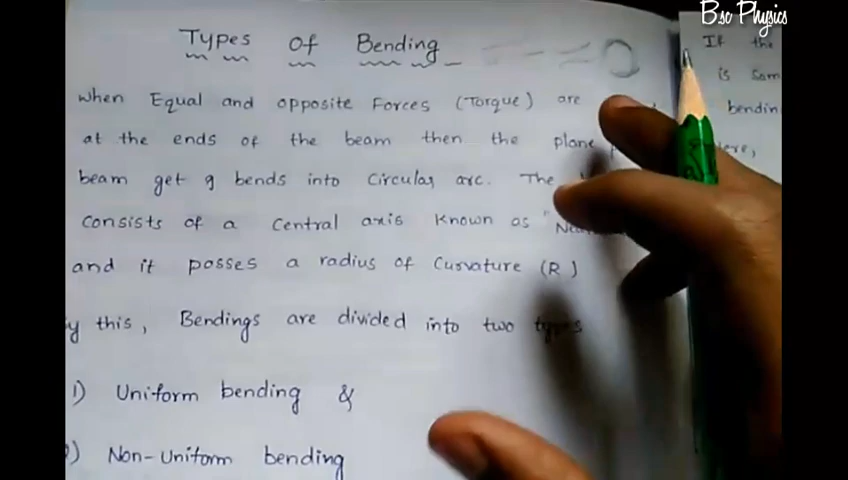 Bsc Physics
Types of Bending
When Equal and opposite Forces (Torque) are
at the ends of the beam then the plane
beam get g bends into Circular arc. The
Consists of a Central axis Known as "
and it posses a radius of Curvature (R)
this, Bendings are divided into two types
1) Uniform bending &
) Non-Uniform bending
If the
is